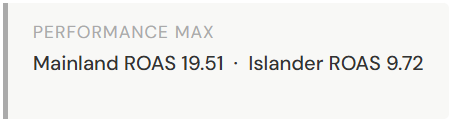 PERFORMANCE MAX
Mainland ROAS 19.51 · Islander ROAS 9.72